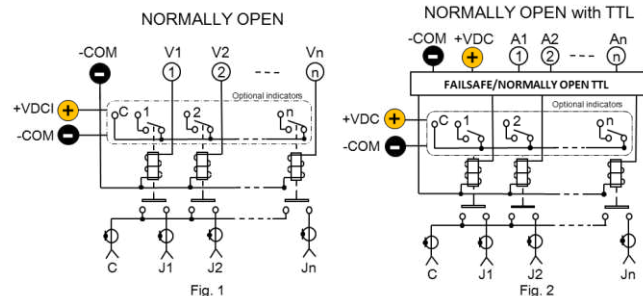 NORMALLY OPEN
-COM V1 V2 Vn
1 2 n
Optional indicators
+VDCI
C 1 2 n
-COM
C J1 J2 Jn
Fig. 1
NORMALLY OPEN with TTL
-COM +VDC A1 A2 An
1 2 n
FAILSAFE/NORMALLY OPEN TTL
Optional indicators
+VDC
C 1 2 n
-COM
C J1 J2 Jn
Fig. 2